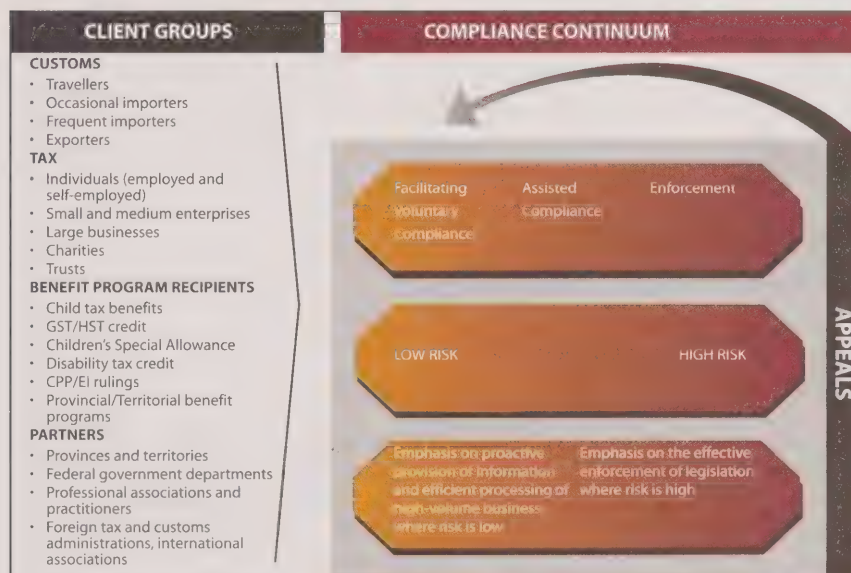 CLIENT GROUPS
CUSTOMS
• Travellers
• Occasional importers
• Frequent importers
• Exporters
TAX
• Individuals (employed and
self-employed)
• Small and medium enterprises
• Large businesses
• Charities
• Trusts
BENEFIT PROGRAM RECIPIENTS
• Child tax benefits
• GST/HST credit
• Children's Special Allowance
• Disability tax credit
• CPP/EI rulings
• Provincial/Territorial benefit
programs
PARTNERS
• Provinces and territories
• Federal government departments
• Professional associations and
practitioners
• Foreign tax and customs
administrations, international
associations
COMPLIANCE CONTINUUM
Facilitating
Voluntary
Compliance
Assisted
Compliance
Enforcement
LOW RISK
HIGH RISK
Emphasis on proactive
provision of information
and efficient processing of
high-volume business
where risk is low
Emphasis on the effective
enforcement of legislation
where risk is high
APPEALS